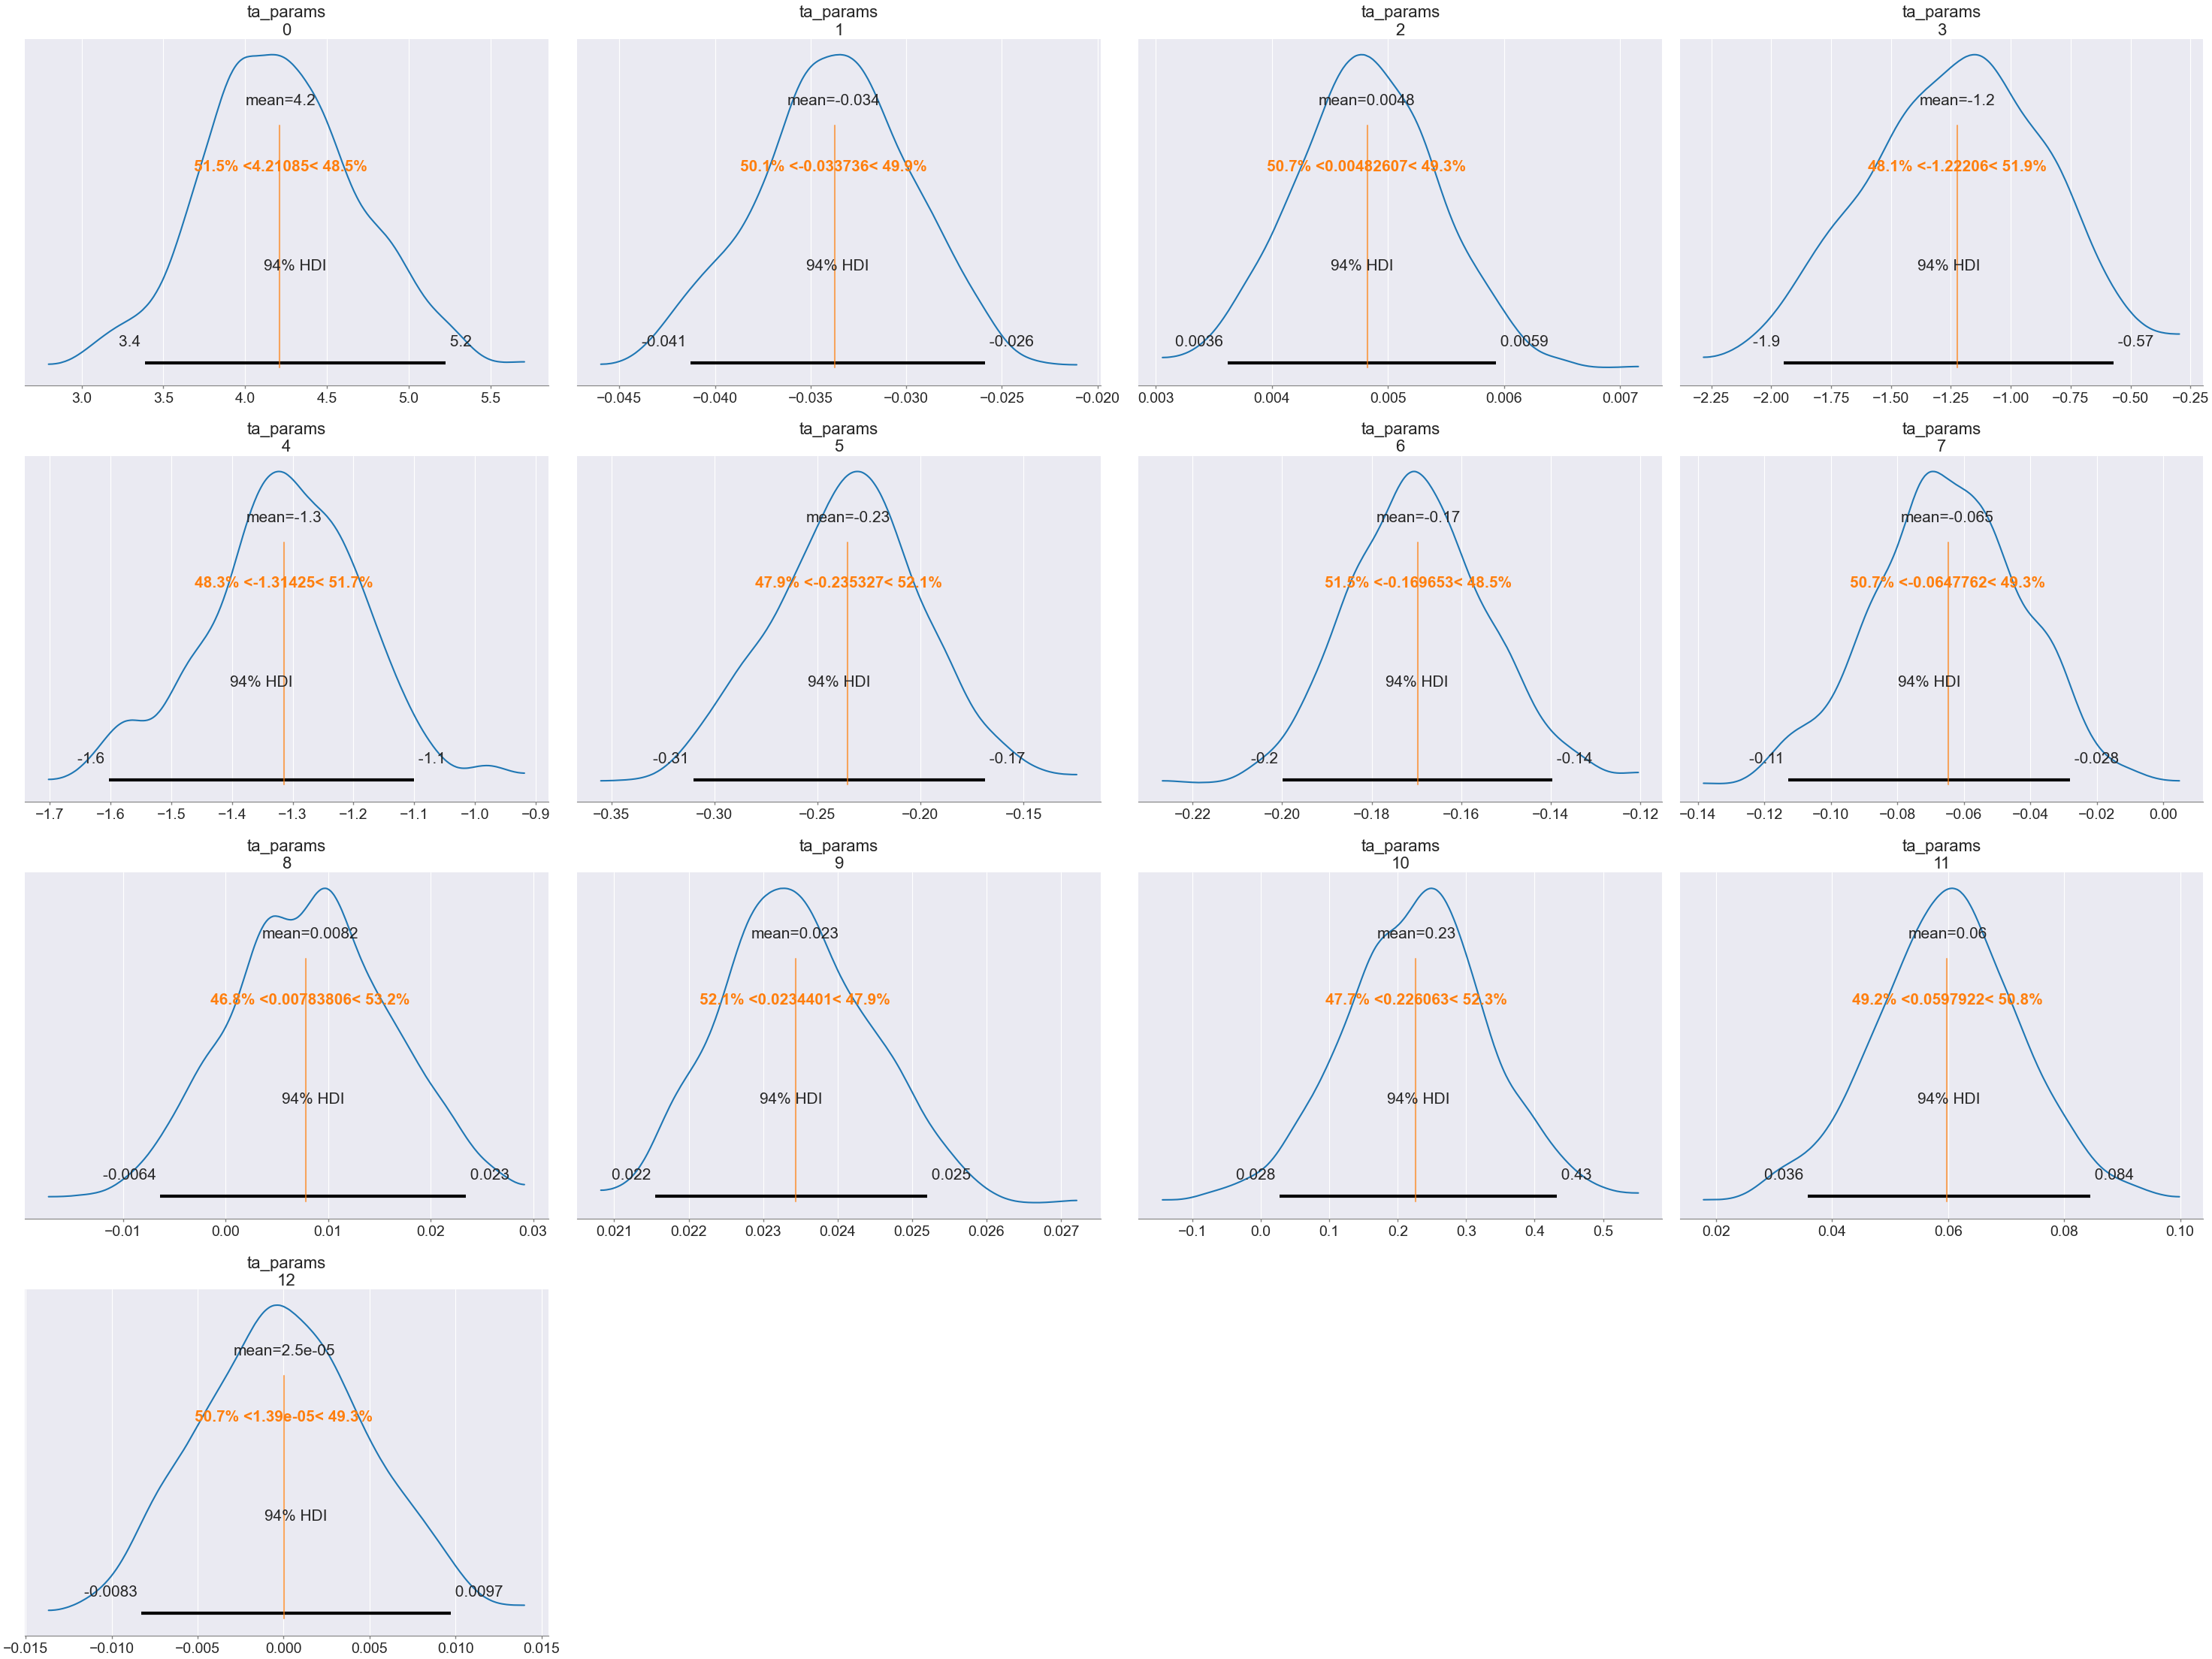 ta_params
0
mean=4.2
51.5% <4.21085< 48.5%
94% HDI
3.4
5.2
3.0 3.5 4.0 4.5 5.0 5.5
ta_params
1
mean=-0.034
50.1% <-0.033736< 49.9%
94% HDI
-0.041
-0.026
−0.045 −0.040 −0.035 −0.030 −0.025 −0.020
ta_params
2
mean=0.0048
50.7% <0.00482607< 49.3%
94% HDI
0.0036
0.0059
0.003 0.004 0.005 0.006 0.007
ta_params
3
mean=-1.2
48.1% <-1.22206< 51.9%
94% HDI
-1.9
-0.57
−2.25 −2.00 −1.75 −1.50 −1.25 −1.00 −0.75 −0.50 −0.25
ta_params
4
mean=-1.3
48.3% <-1.31425< 51.7%
94% HDI
-1.6
-1.1
−1.7 −1.6 −1.5 −1.4 −1.3 −1.2 −1.1 −1.0 −0.9
ta_params
5
mean=-0.23
47.9% <-0.235327< 52.1%
94% HDI
-0.31
-0.17
−0.35 −0.30 −0.25 −0.20 −0.15
ta_params
6
mean=-0.17
51.5% <-0.169653< 48.5%
94% HDI
-0.2
-0.14
−0.22 −0.20 −0.18 −0.16 −0.14 −0.12
ta_params
7
mean=-0.065
50.7% <-0.0647762< 49.3%
94% HDI
-0.11
-0.028
−0.14 −0.12 −0.10 −0.08 −0.06 −0.04 −0.02 0.00
ta_params
8
mean=0.0082
46.8% <0.00783806< 53.2%
94% HDI
-0.0064
0.023
−0.01 0.00 0.01 0.02 0.03
ta_params
9
mean=0.023
52.1% <0.0234401< 47.9%
94% HDI
0.022
0.025
0.021 0.022 0.023 0.024 0.025 0.026 0.027
ta_params
10
mean=0.23
47.7% <0.226063< 52.3%
94% HDI
0.028
0.43
−0.1 0.0 0.1 0.2 0.3 0.4 0.5
ta_params
11
mean=0.06
49.2% <0.0597922< 50.8%
94% HDI
0.036
0.084
0.02 0.04 0.06 0.08 0.10
ta_params
12
mean=2.5e-05
50.7% <1.39e-05< 49.3%
94% HDI
-0.0083
0.0097
−0.015 −0.010 −0.005 0.000 0.005 0.010 0.015